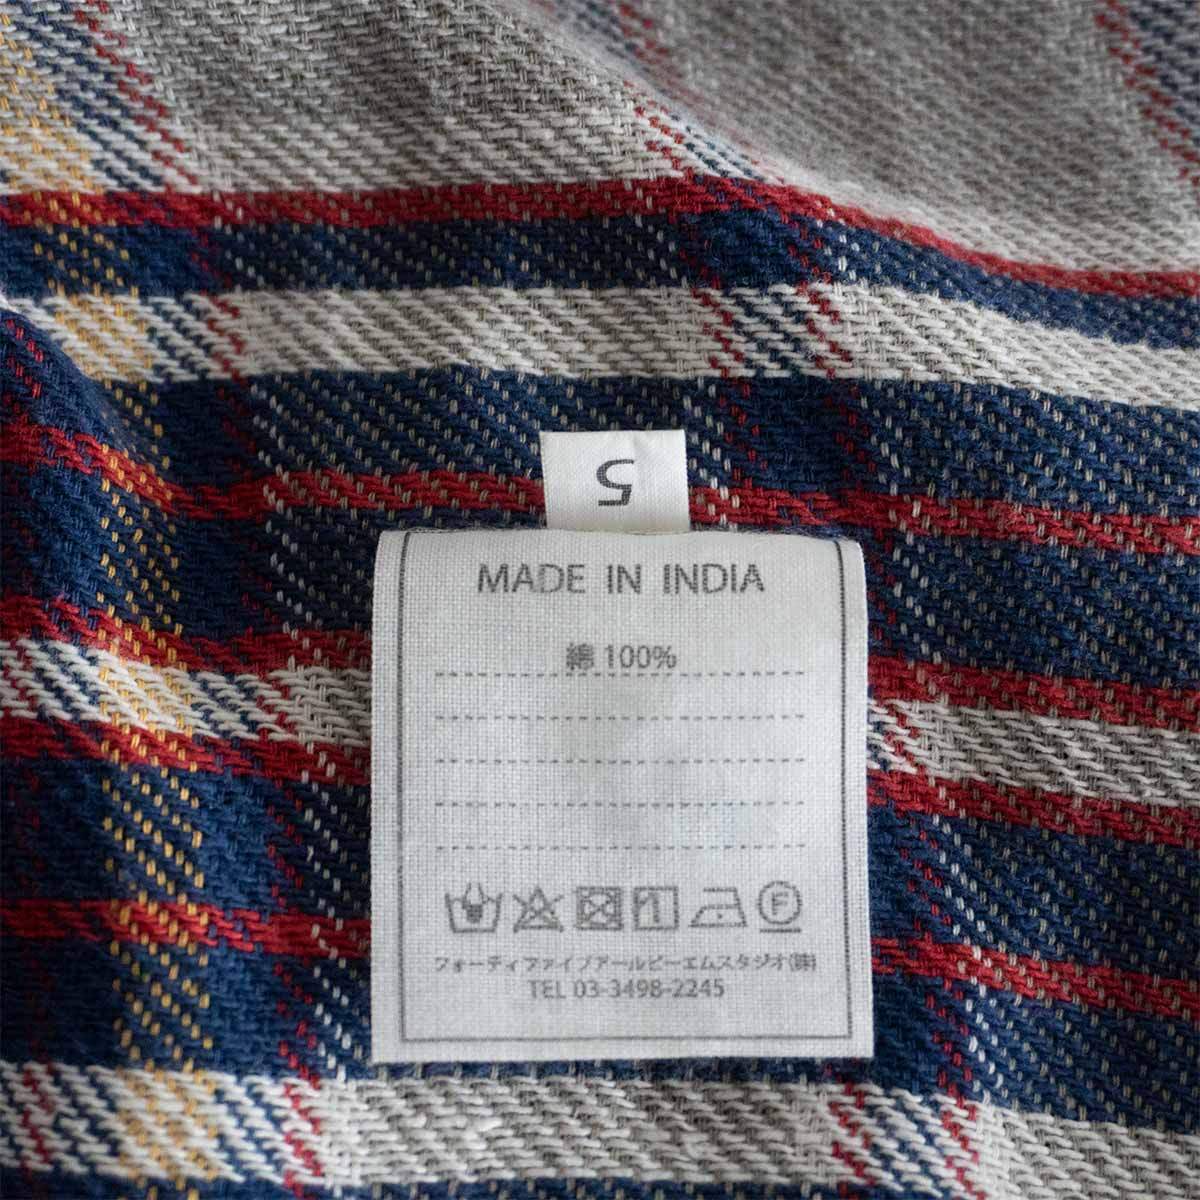 5
MADE IN INDIA
綿 100%
F
フォーティファイブアールピーエムスタジオ(株)
TEL 03-3498-2245